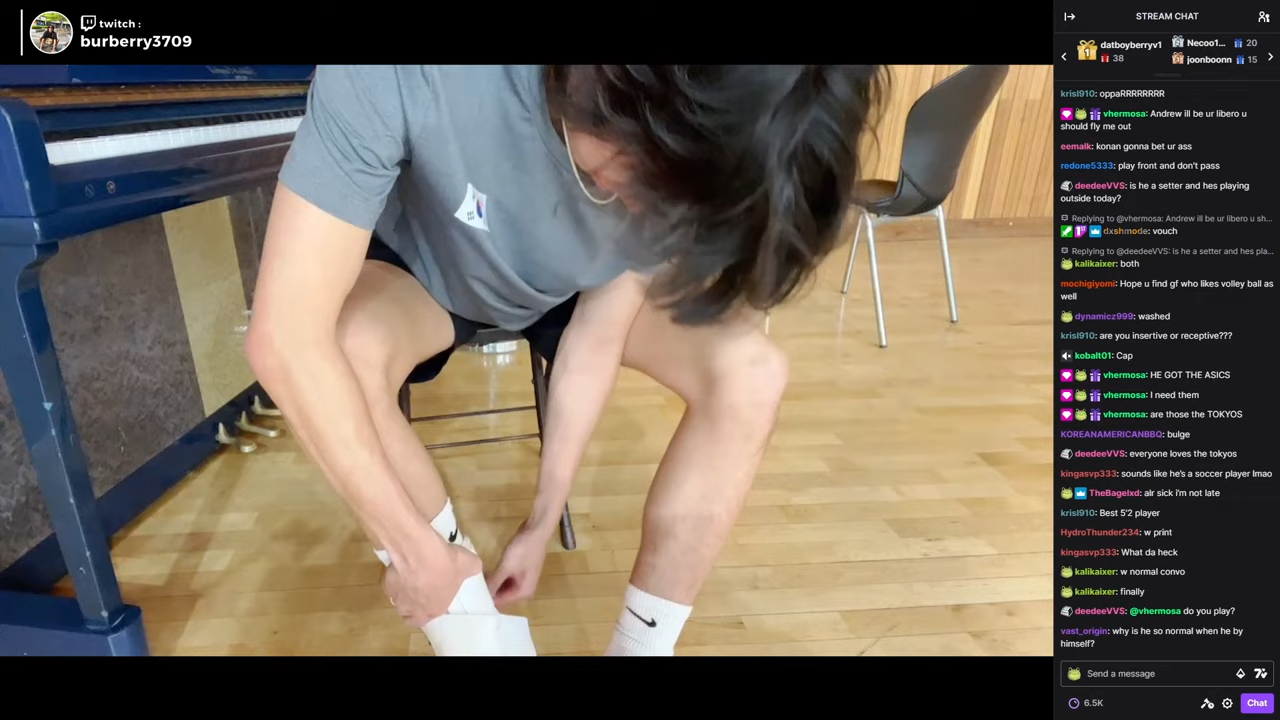 twitch :
burberry3709
STREAM CHAT
datboyberryv1
38
Necoo1... 20
joonboonn 15
krisl910: oppaRRRRRRRR
vhermosa: Andrew ill be ur libero u
should fly me out
eemalk: konan gonna bet ur ass
redone5333: play front and don't pass
deedeeVVS: is he a setter and hes playing
outside today?
Replying to @vhermosa: Andrew ill be ur libero u sh...
dxshmode: vouch
Replying to @deedeeVVS: is he a setter and hes pla...
kalikaixer: both
mochigiyomi: Hope u find gf who likes volley ball as
well
dynamicz999: washed
krisl910: are you insertive or receptive???
kobalt01: Cap
vhermosa: HE GOT THE ASICS
vhermosa: I need them
vhermosa: are those the TOKYOS
KOREANAMERICANBBQ: bulge
deedeeVVS: everyone loves the tokyos
kingasvp333: sounds like he's a soccer player lmao
TheBagelxd: alr sick i'm not late
krisl910: Best 5'2 player
HydroThunder234: w print
kingasvp333: What da heck
kalikaixer: w normal convo
kalikaixer: finally
deedeeVVS: @vhermosa do you play?
vast_origin: why is he so normal when he by
himself?
Send a message
6.5K
Chat